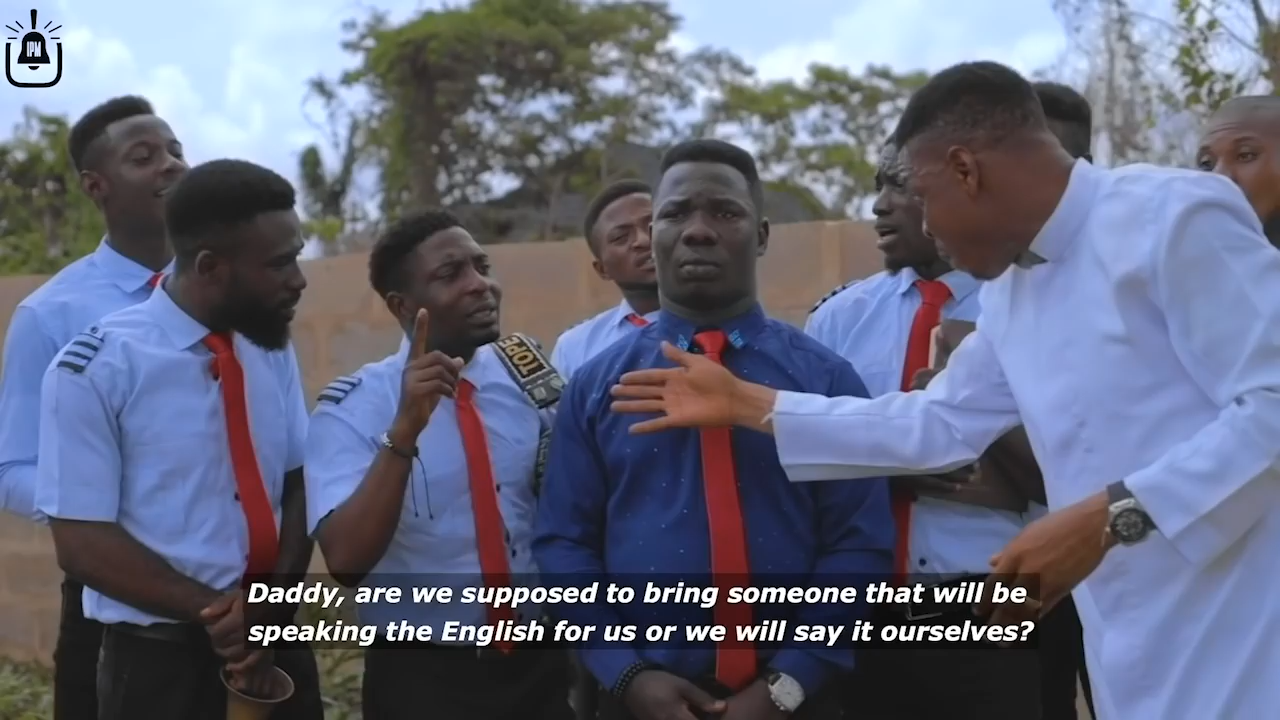 IPM
TOPE
Daddy, are we supposed to bring someone that will be
speaking the English for us or we will say it ourselves?